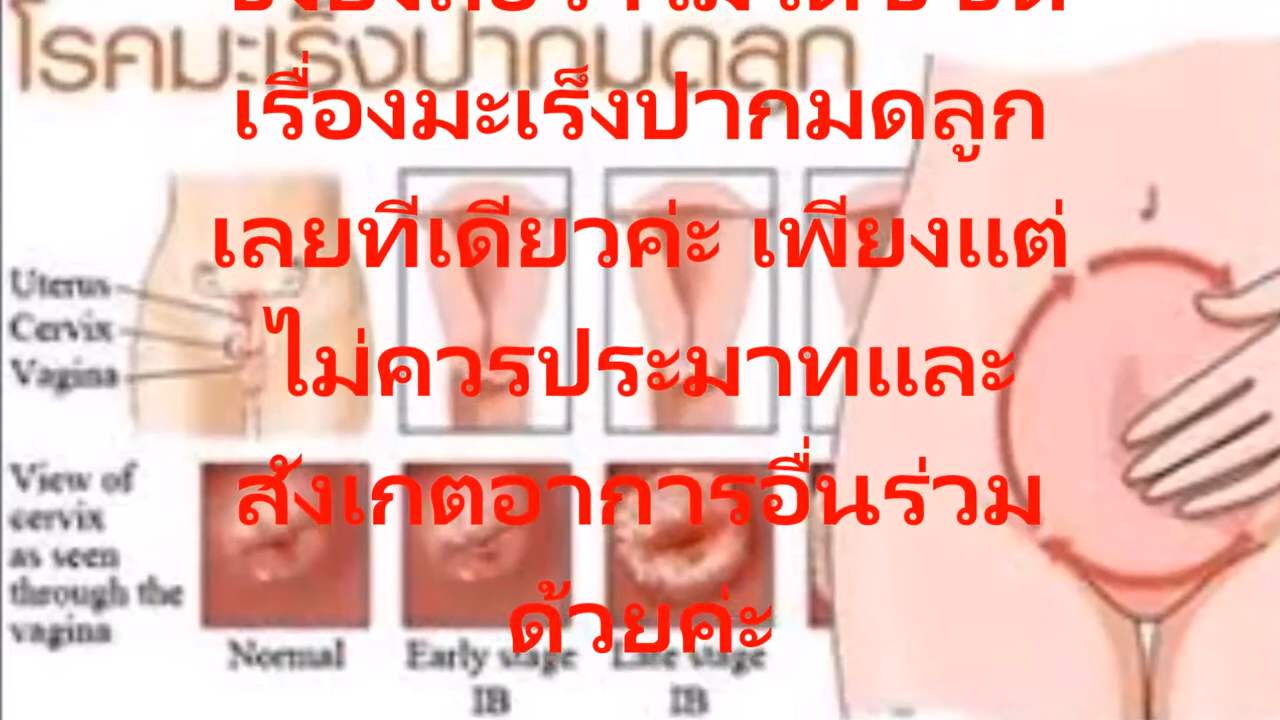 โรคมะเร็งปากมดลูก
เรื่องมะเร็งปากมดลูก
เลยทีเดียวค่ะ เพียงแต่
ไม่ควรประมาทและ
สังเกตอาการอื่นร่วม
ด้วยค่ะ
Uterus
Cervix
Vagina
View of
cervix
as seen
through the
vagina
Normal
Early stage
IB
Late stage
IB